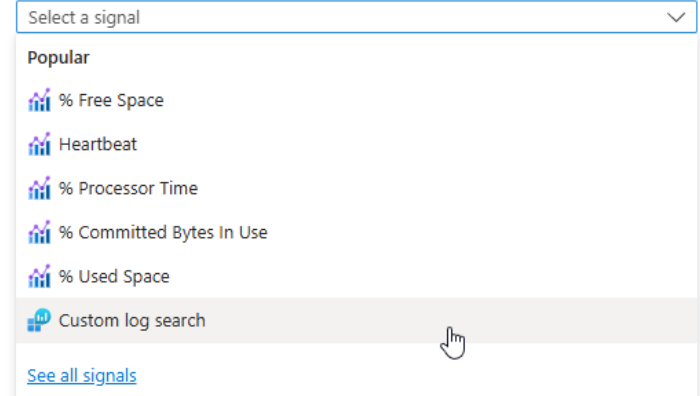 Select a signal
Popular
% Free Space
Heartbeat
% Processor Time
% Committed Bytes In Use
% Used Space
Custom log search
See all signals